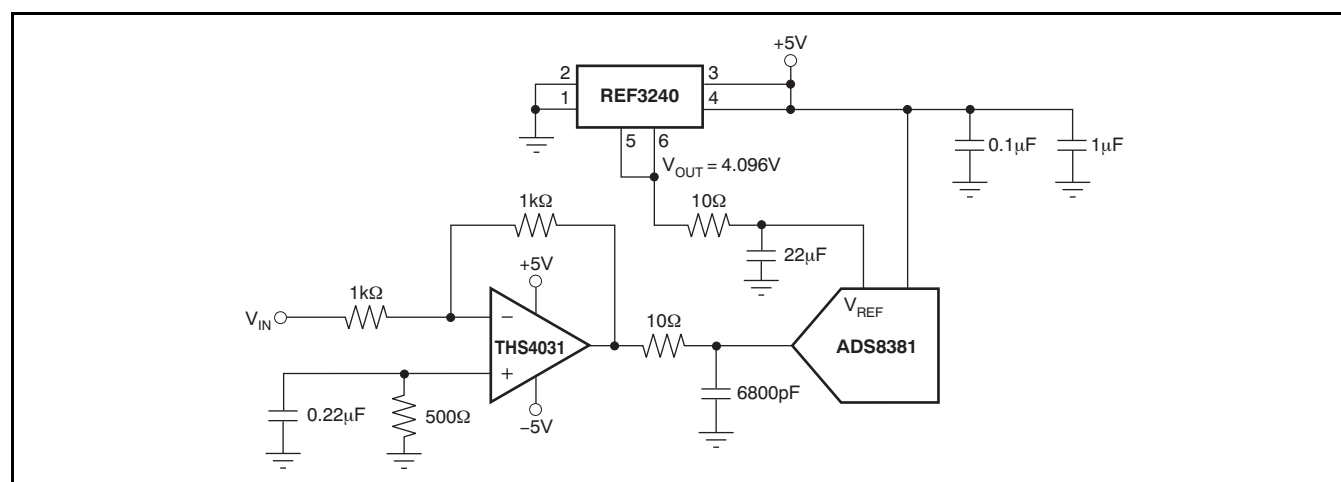 +5V
2
REF3240
3
1
4
5
6
0.1μF
1μF
V_OUT = 4.096V
1kΩ
10Ω
+5V
22μF
1kΩ
V_IN
−
THS4031
+
10Ω
V_REF
ADS8381
0.22μF
500Ω
−5V
6800pF